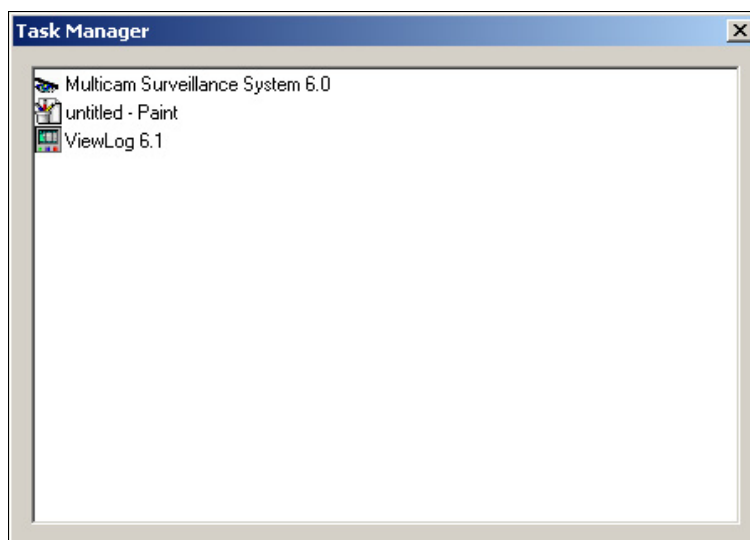 Task Manager
Multicam Surveillance System 6.0
untitled - Paint
ViewLog 6.1